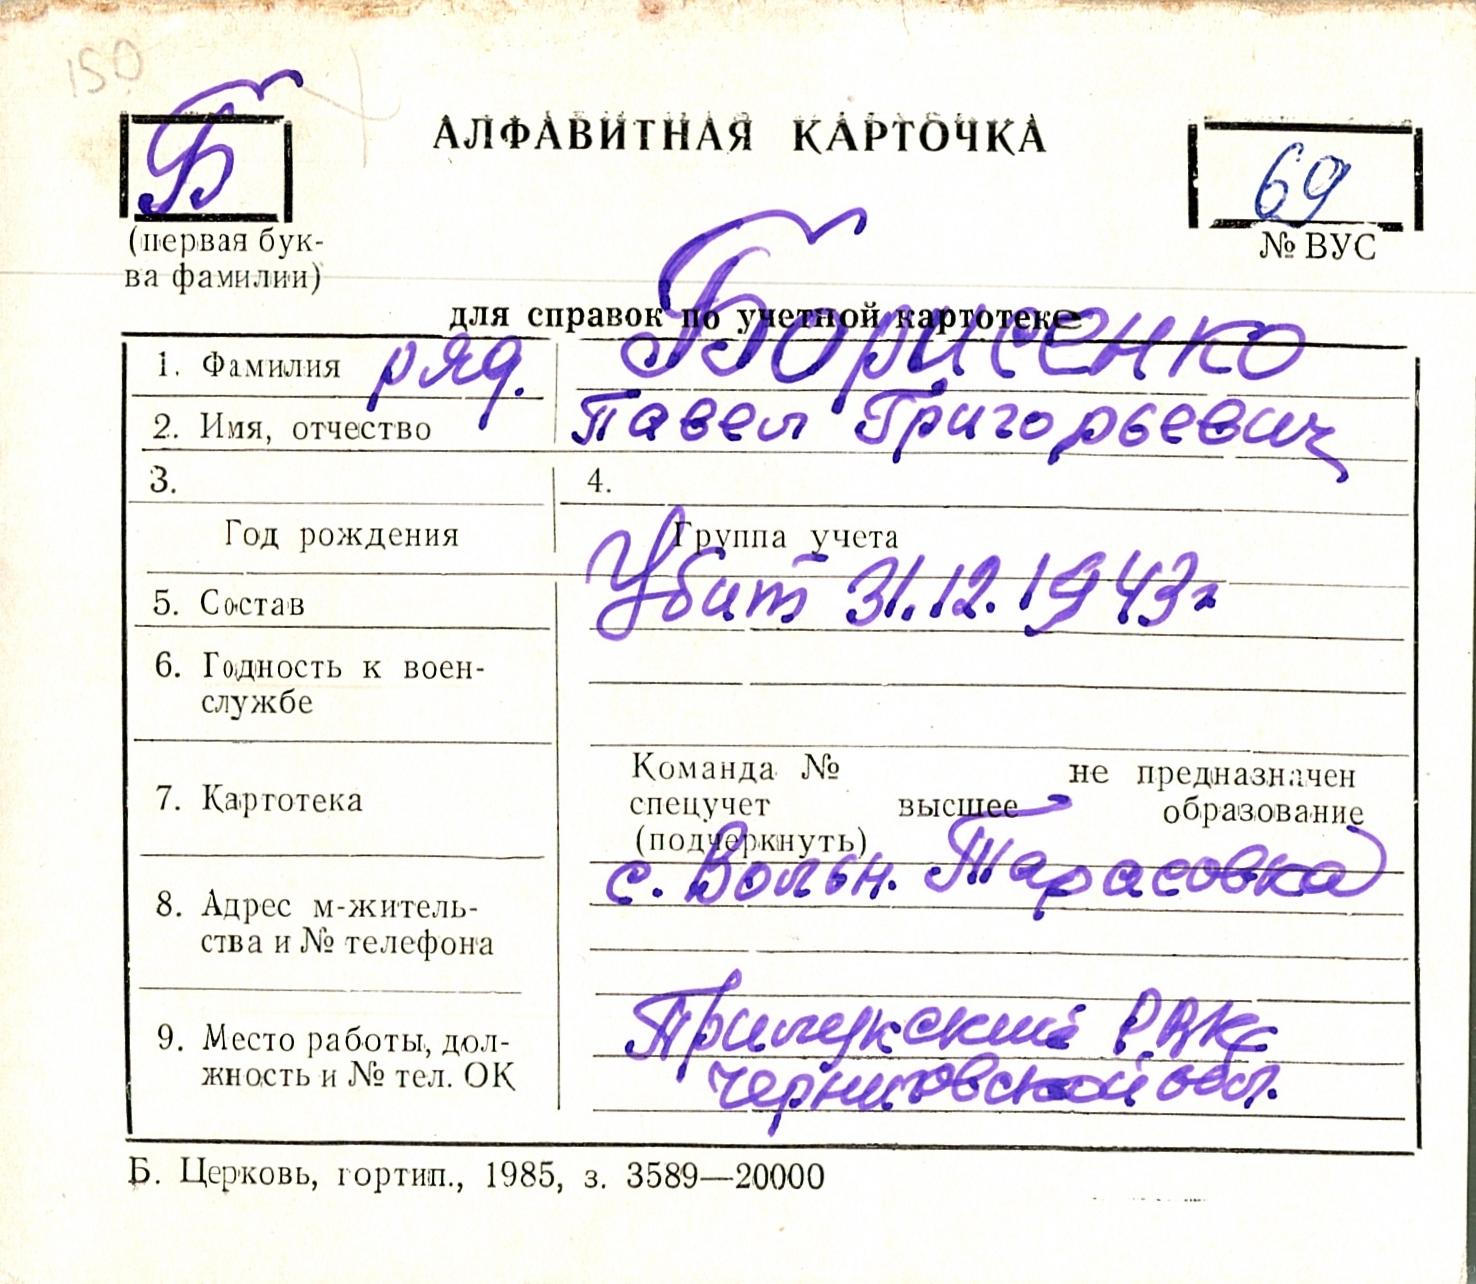 150
Б
АЛФАВИТНАЯ КАРТОЧКА
69
(первая бук-
ва фамилии)
№ ВУС
для справок по учетной картотеке
1. Фамилия ряд. Борисенко
2. Имя, отчество Павел Григорьевич
3. 4.
Год рождения Группа учета
5. Состав Убит 31.12.1943г
6. Годность к воен-
службе
Команда № не предназначен
7. Картотека спецучет высшее образование
(подчеркнуть)
с. Вольн. Тарасовка
8. Адрес м-житель-
ства и № телефона
9. Место работы, дол- Прилукский РВК
жность и № тел. ОК Черниговской обл.
Б. Церковь, гортип., 1985, з. 3589—20000